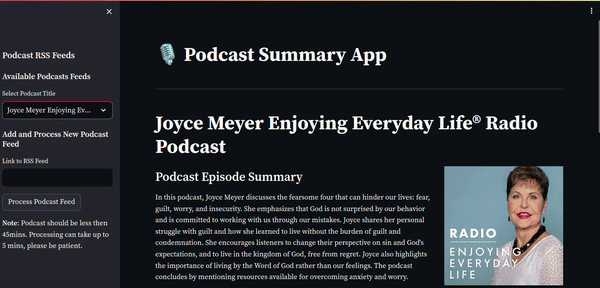 Podcast RSS Feeds
Available Podcasts Feeds
Select Podcast Title
Joyce Meyer Enjoying Ev...
Add and Process New Podcast
Feed
Link to RSS Feed
Process Podcast Feed
Note: Podcast should be less then
45mins. Processing can take up to
5 mins, please be patient.
Podcast Summary App
Joyce Meyer Enjoying Everyday Life® Radio
Podcast
Podcast Episode Summary
In this podcast, Joyce Meyer discusses the fearsome four that can hinder our lives: fear,
guilt, worry, and insecurity. She emphasizes that God is not surprised by our behavior
and is committed to working with us through our mistakes. Joyce shares her personal
struggle with guilt and how she learned to live without the burden of guilt and
condemnation. She encourages listeners to change their perspective on sin and God's
expectations, and to live in the kingdom of God, free from regret. Joyce also highlights
the importance of living by the Word of God rather than our feelings. The podcast
concludes by mentioning resources available for overcoming anxiety and worry.
RADIO
ENJOYING
EVERYDAY
LIFE